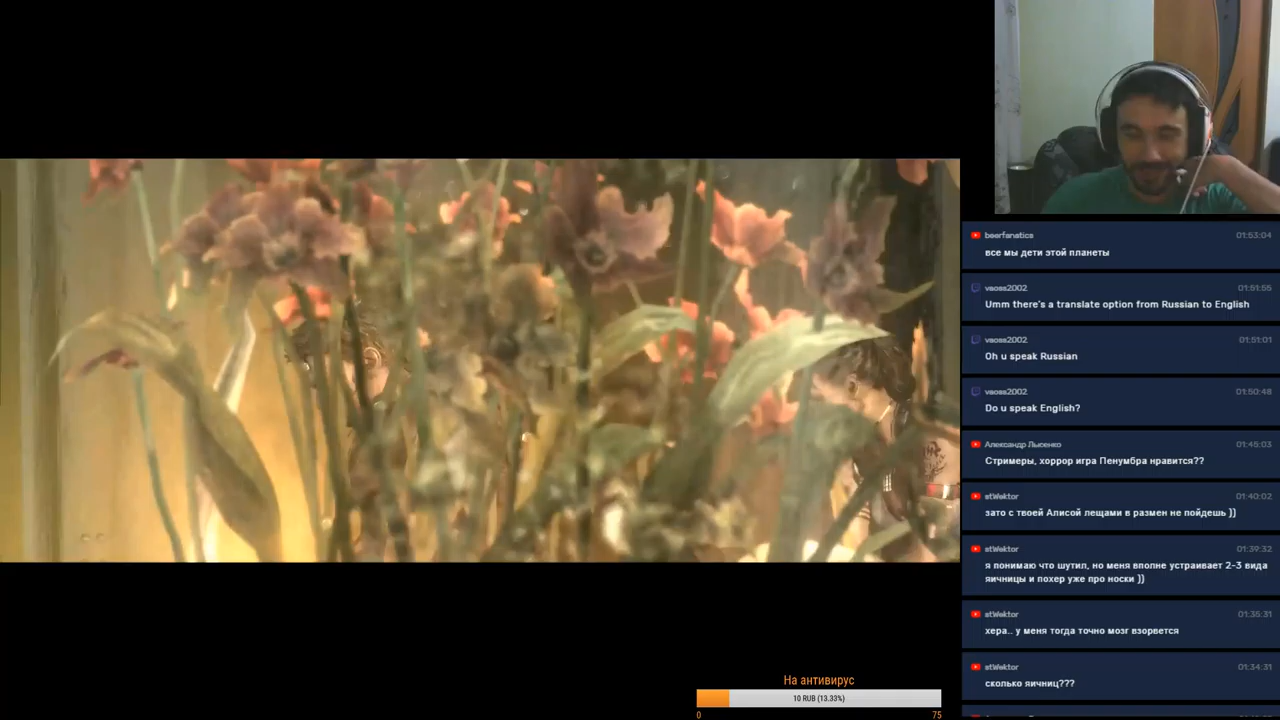 beerfanatics 01:53:04
все мы дети этой планеты
vaoss2002 01:51:55
Umm there's a translate option from Russian to English
vaoss2002 01:51:01
Oh u speak Russian
vaoss2002 01:50:48
Do u speak English?
Александр Лысенко 01:45:03
Стримеры, хоррор игра Пенумбра нравится??
stWektor 01:40:02
зато с твоей Алисой лещами в размен не пойдешь ))
stWektor 01:39:32
я понимаю что шутил, но меня вполне устраивает 2-3 вида
яичницы и похер уже про носки ))
stWektor 01:35:31
хера.. у меня тогда точно мозг взорвется
stWektor 01:34:31
сколько яичниц???
На антивирус
10 RUB (13.33%)
0 75